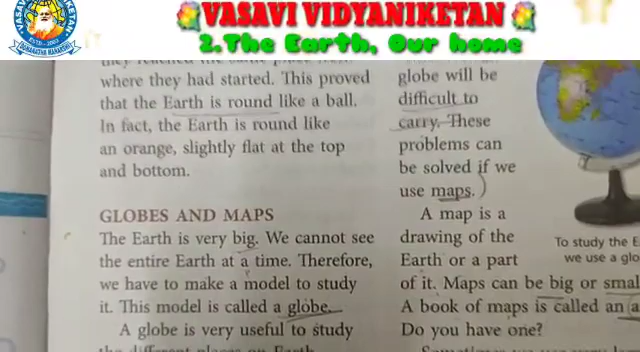 VASAVI VIDYANIKETAN
2.The Earth, Our home
where they had started. This proved
that the Earth is round like a ball.
In fact, the Earth is round like
an orange, slightly flat at the top
and bottom.
GLOBES AND MAPS
The Earth is very big. We cannot see
the entire Earth at a time. Therefore,
we have to make a model to study
it. This model is called a globe.
A globe is very useful to study
the different places on Earth
globe will be
difficult to
carry. These
problems can
be solved if we
use maps.
A map is a
drawing of the
Earth or a part
of it. Maps can be big or
A book of maps is called an
Do you have one?
To study the
we use a